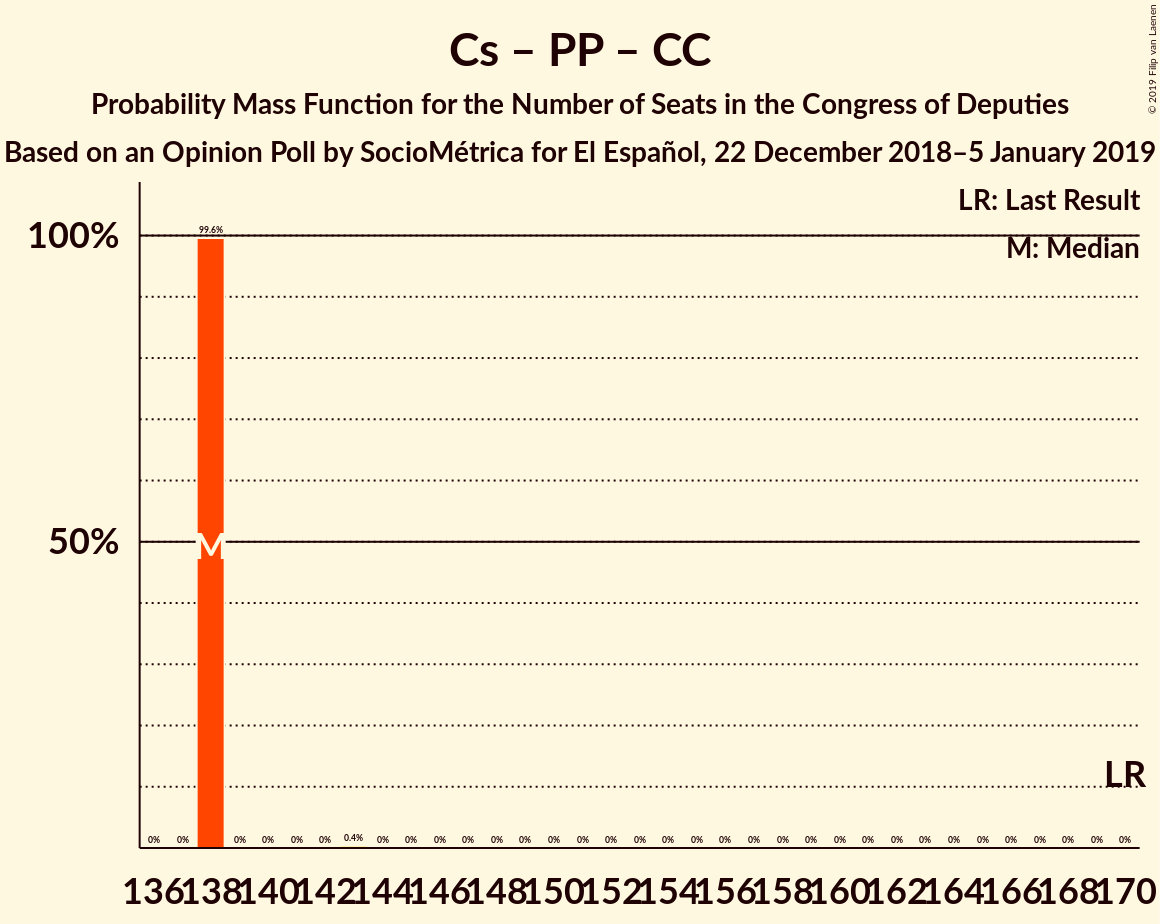 Cs – PP – CC
Probability Mass Function for the Number of Seats in the Congress of Deputies
Based on an Opinion Poll by SocioMétrica for El Español, 22 December 2018–5 January 2019
© 2019 Filip van Laenen
LR: Last Result
M: Median
100%
50%
99.6%
M
LR
0% 0% 0% 0% 0% 0% 0.4% 0% 0% 0% 0% 0% 0% 0% 0% 0% 0% 0% 0% 0% 0% 0% 0% 0% 0% 0% 0% 0% 0% 0% 0% 0% 0% 0%
136 138 140 142 144 146 148 150 152 154 156 158 160 162 164 166 168 170